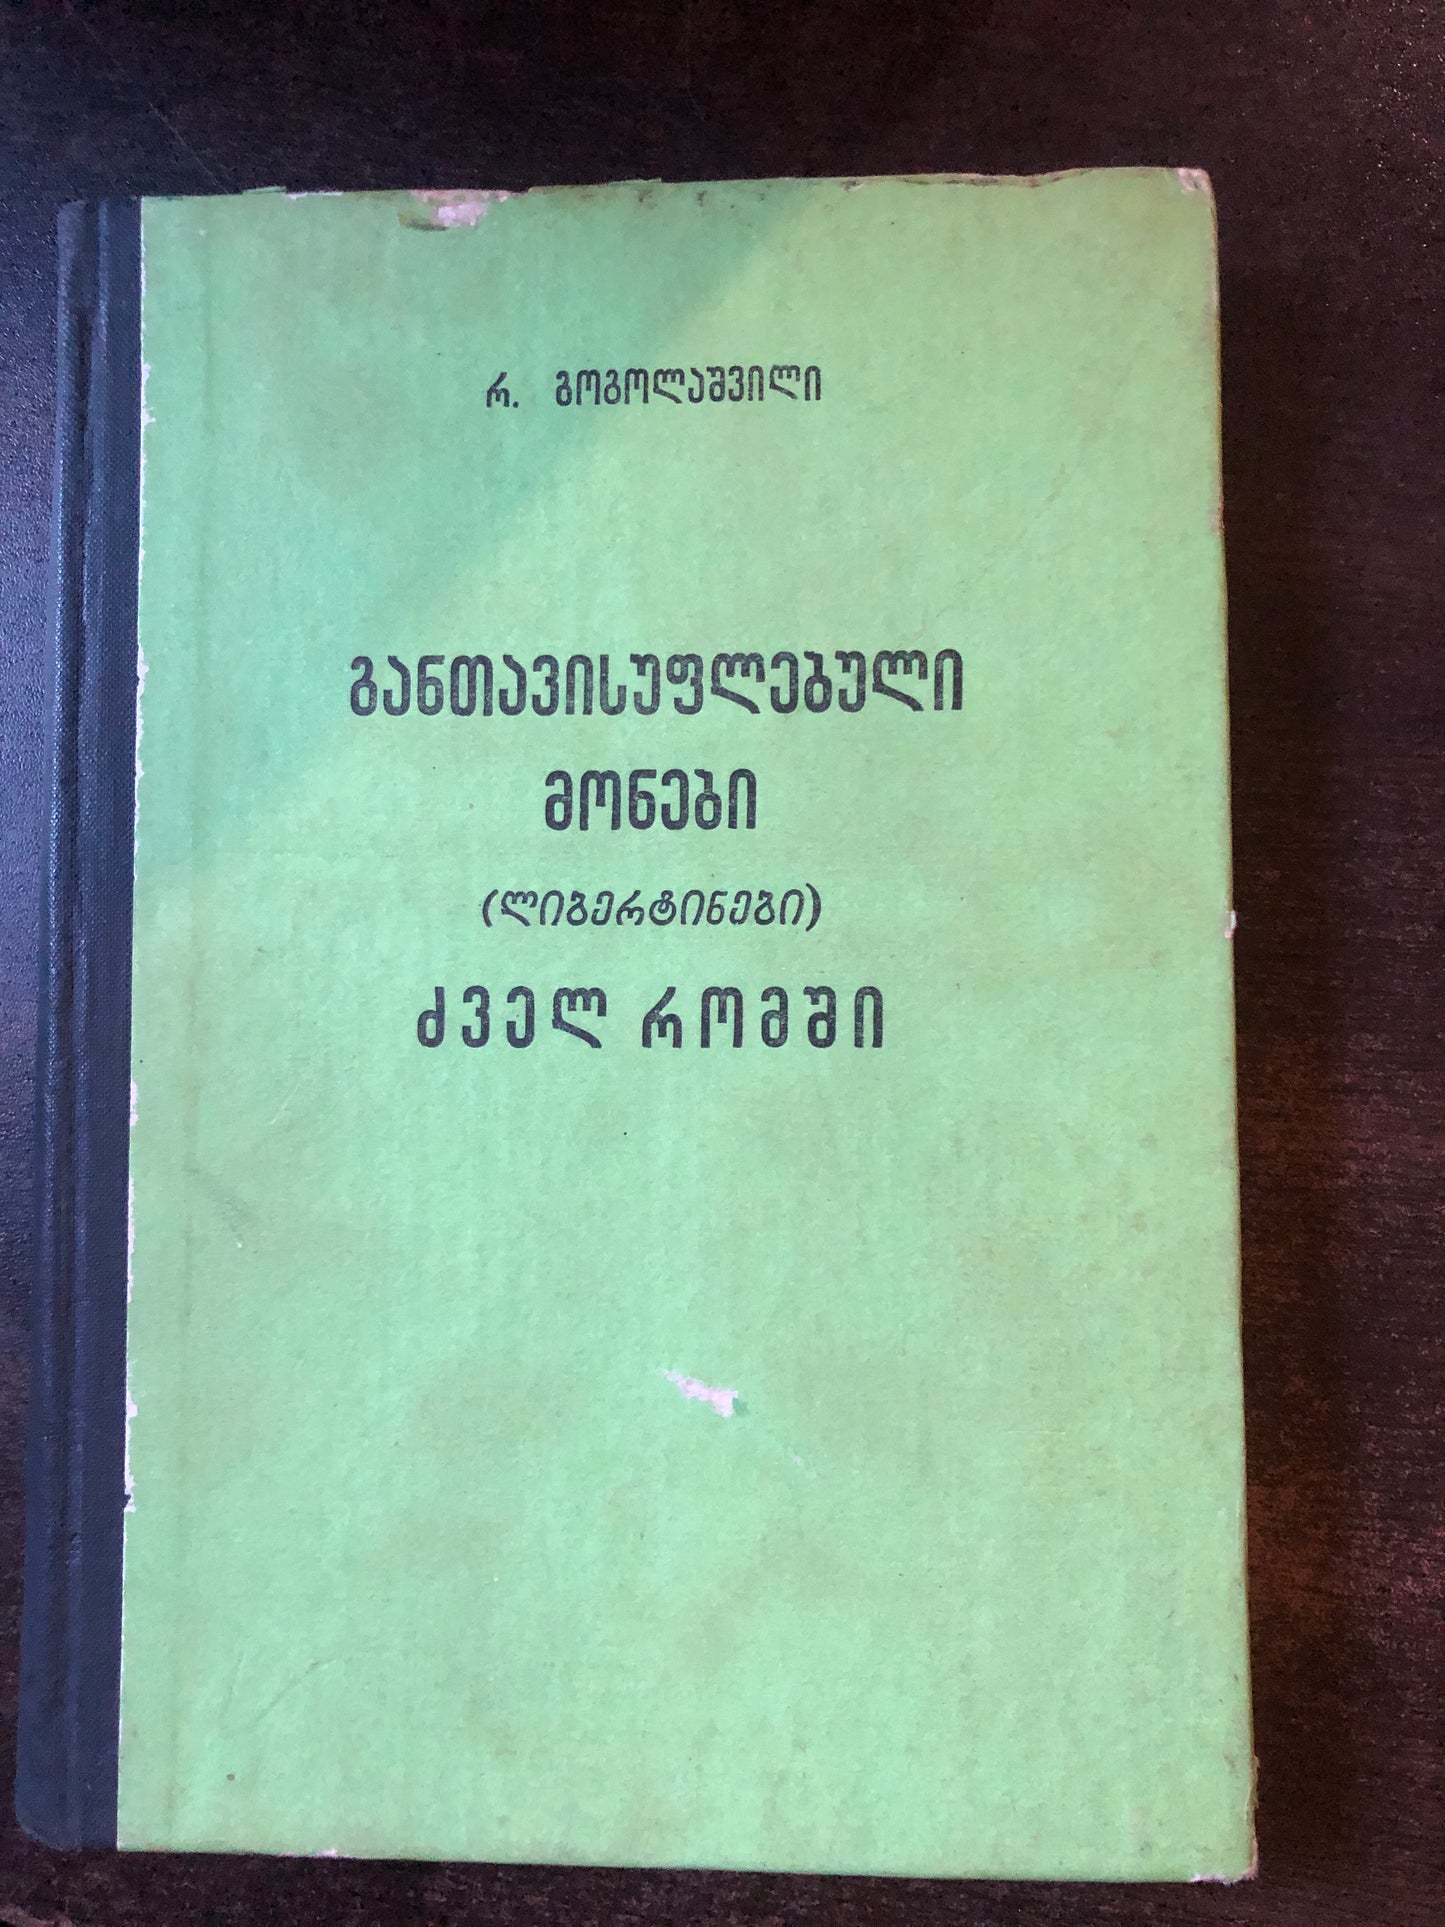 რ. გოგოლაშვილი
განთავისუფლებული
მონები
(ლიბერტინები)
ძველ რომში